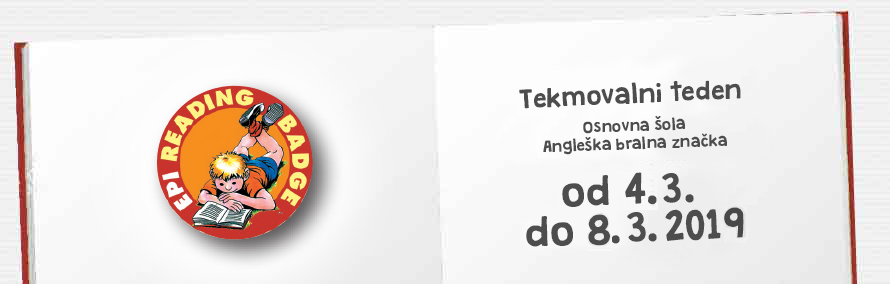 EPI READING BADGE
Tekmovalni teden
Osnovna šola
Angleška bralna značka
od 4. 3.
do 8. 3. 2019